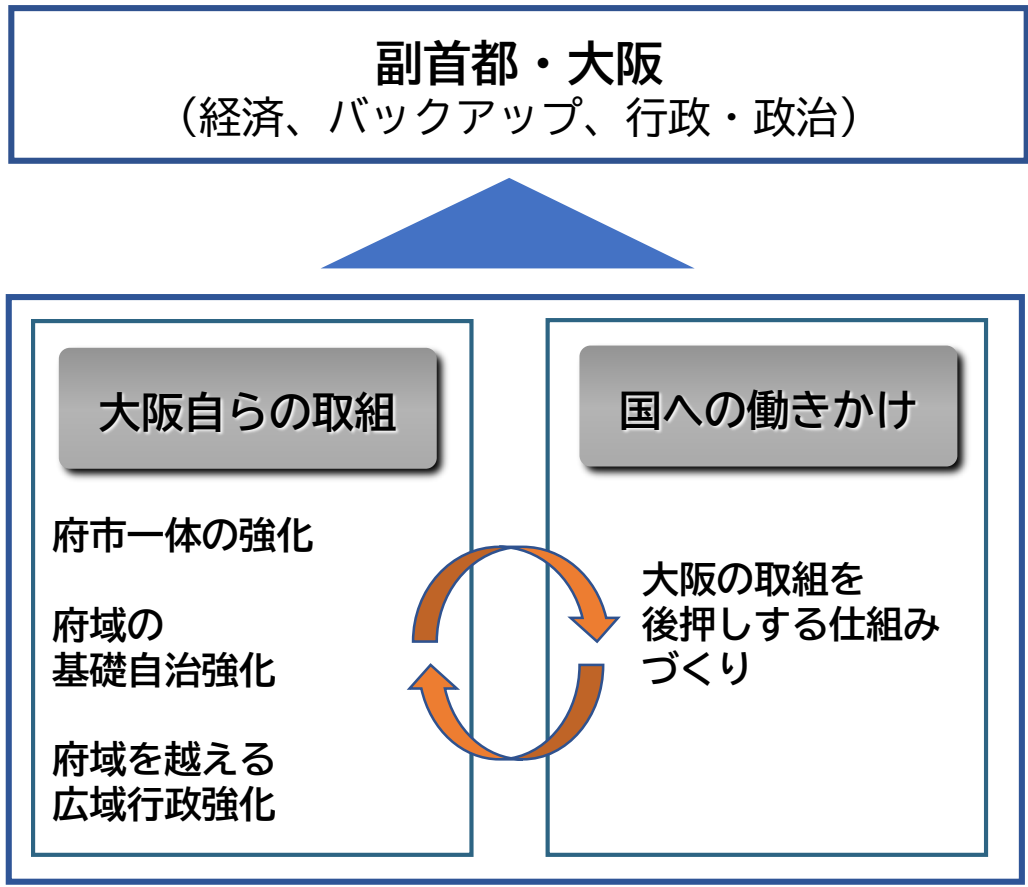 副首都・大阪
（経済、バックアップ、行政・政治）
大阪自らの取組
府市一体の強化
府域の
基礎自治強化
府域を越える
広域行政強化
国への働きかけ
大阪の取組を
後押しする仕組み
づくり